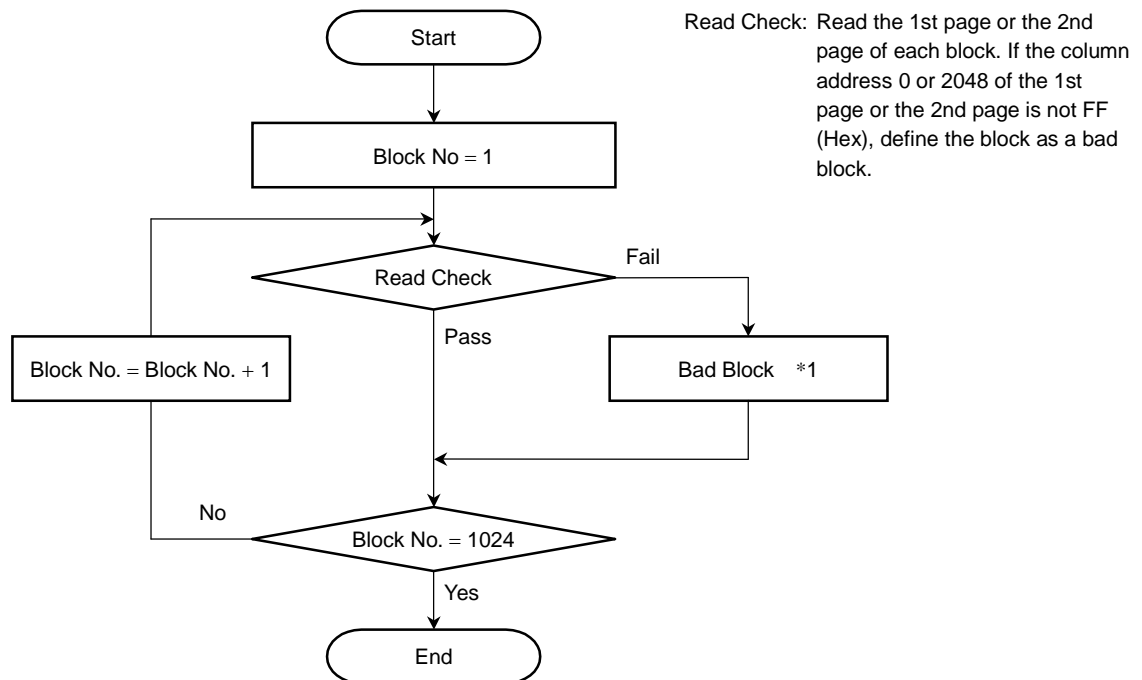 Start
Read Check: Read the 1st page or the 2nd
page of each block. If the column
address 0 or 2048 of the 1st
page or the 2nd page is not FF
(Hex), define the block as a bad
block.
Block No = 1
Read Check
Fail
Pass
Block No. = Block No. + 1
Bad Block *1
No
Block No. = 1024
Yes
End